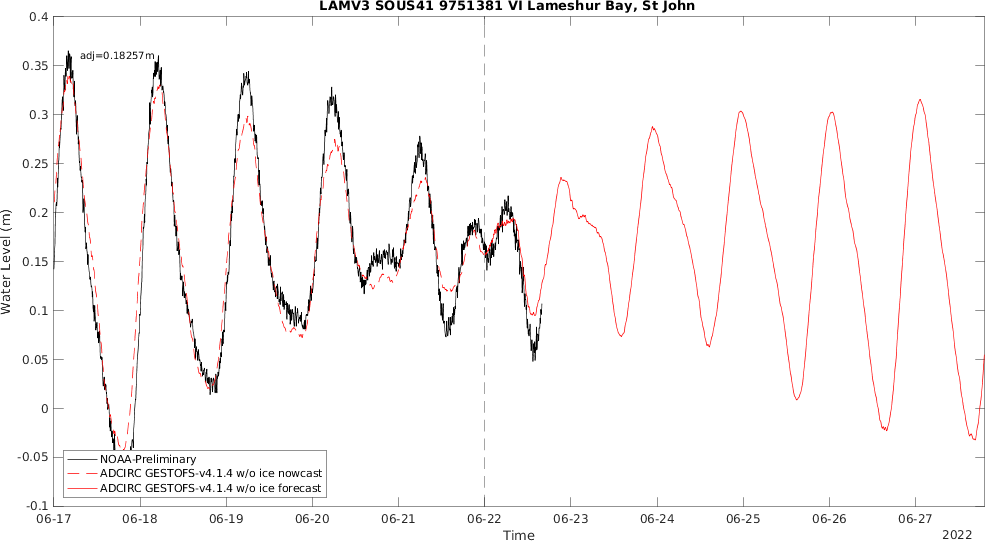 LAMV3 SOUS41 9751381 VI Lameshur Bay, St John
adj=0.18257m
Water Level (m)
0.4
0.35
0.3
0.25
0.2
0.15
0.1
0.05
0
-0.05
-0.1
NOAA-Preliminary
ADCIRC GESTOFS-v4.1.4 w/o ice nowcast
ADCIRC GESTOFS-v4.1.4 w/o ice forecast
06-17 06-18 06-19 06-20 06-21 06-22 06-23 06-24 06-25 06-26 06-27
Time
2022